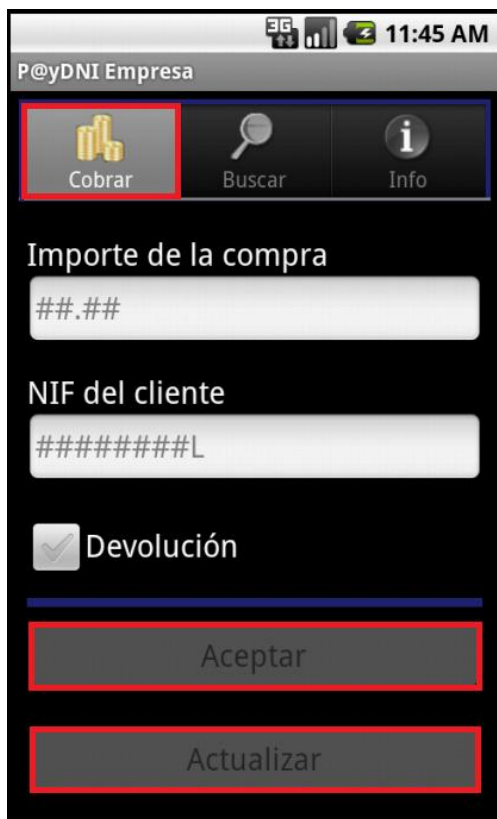 3G 11:45 AM
P@yDNI Empresa
Cobrar Buscar Info
Importe de la compra
##.##
NIF del cliente
########L
Devolución
Aceptar
Actualizar